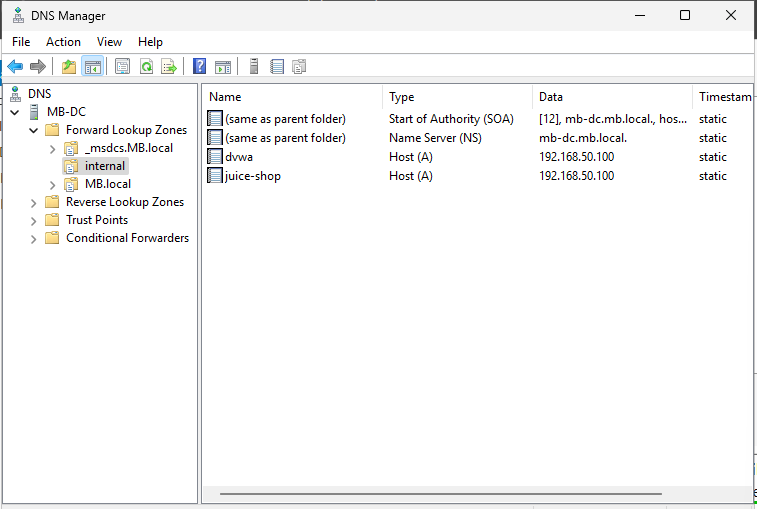 DNS Manager
File Action View Help
DNS
MB-DC
Forward Lookup Zones
_msdcs.MB.local
internal
MB.local
Reverse Lookup Zones
Trust Points
Conditional Forwarders
Name Type Data Timestam
(same as parent folder) Start of Authority (SOA) [12], mb-dc.mb.local., hos... static
(same as parent folder) Name Server (NS) mb-dc.mb.local. static
dvwa Host (A) 192.168.50.100 static
juice-shop Host (A) 192.168.50.100 static